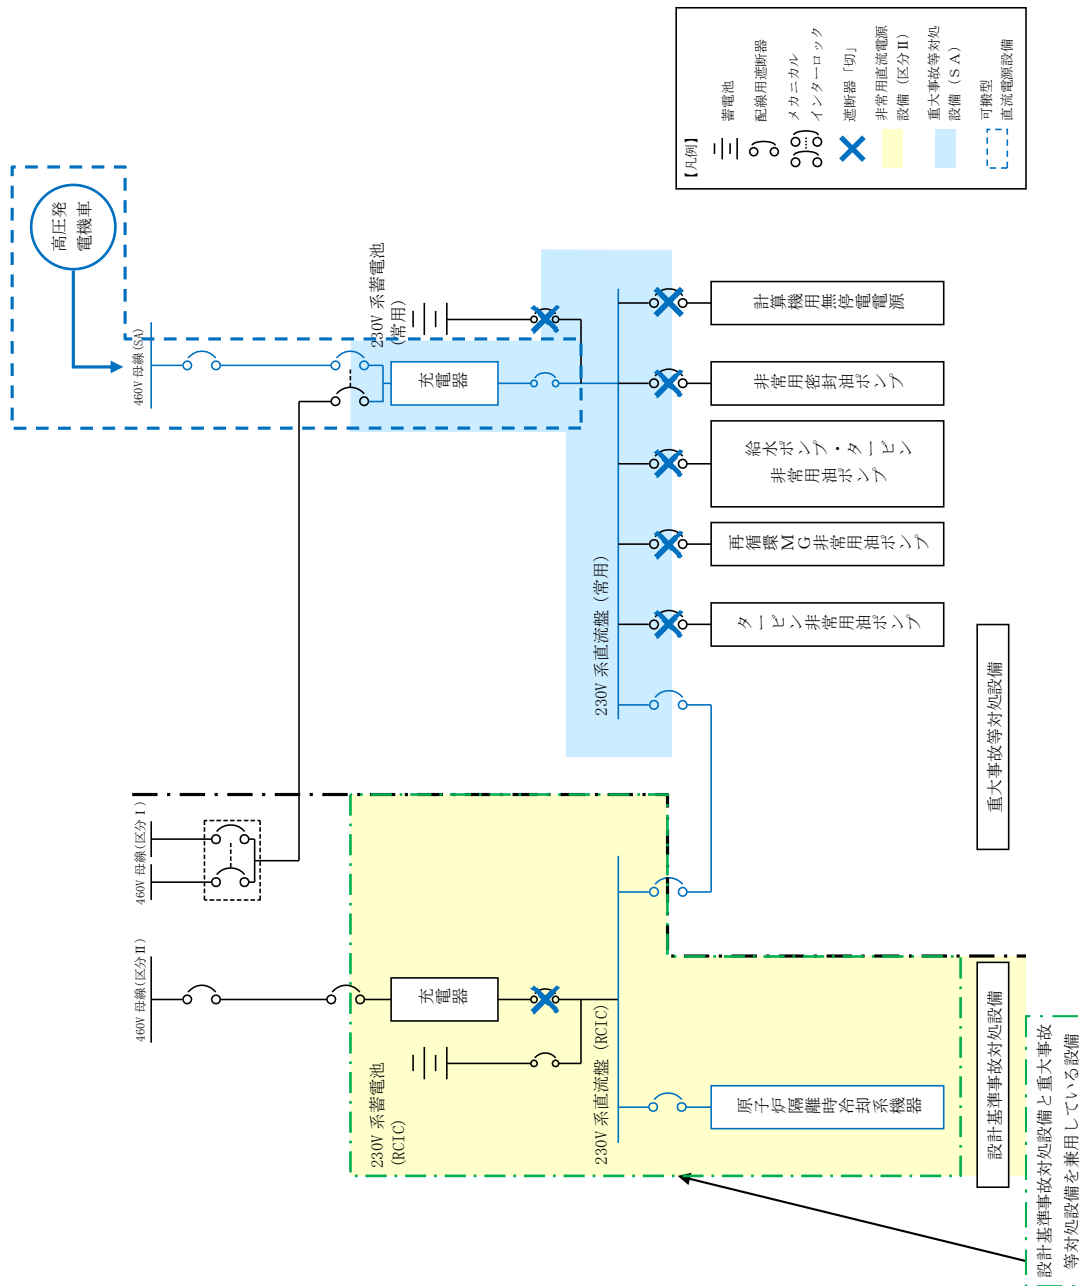 高圧発
電機車
460V 母線(SA)
230V 系蓄電池
(常用)
充電器
230V 系直流盤 (常用)
計算機用無停電電源
非常用密封油ポンプ
給水ポンプ・タービン
非常用油ポンプ
再循環MG非常用油ポンプ
タービン非常用油ポンプ
重大事故等対処設備
460V 母線(区分Ⅰ)
460V 母線(区分Ⅱ)
充電器
230V 系蓄電池
(RCIC)
230V 系直流盤 (RCIC)
原子炉隔離時冷却系機器
設計基準事故対処設備
設計基準事故対処設備と重大事故
等対処設備を兼用している設備
【凡例】
蓄電池
配線用遮断器
メカニカル
インターロック
遮断器「切」
非常用直流電源
設備(区分Ⅱ)
重大事故等対処
設備(SA)
可搬型
直流電源設備